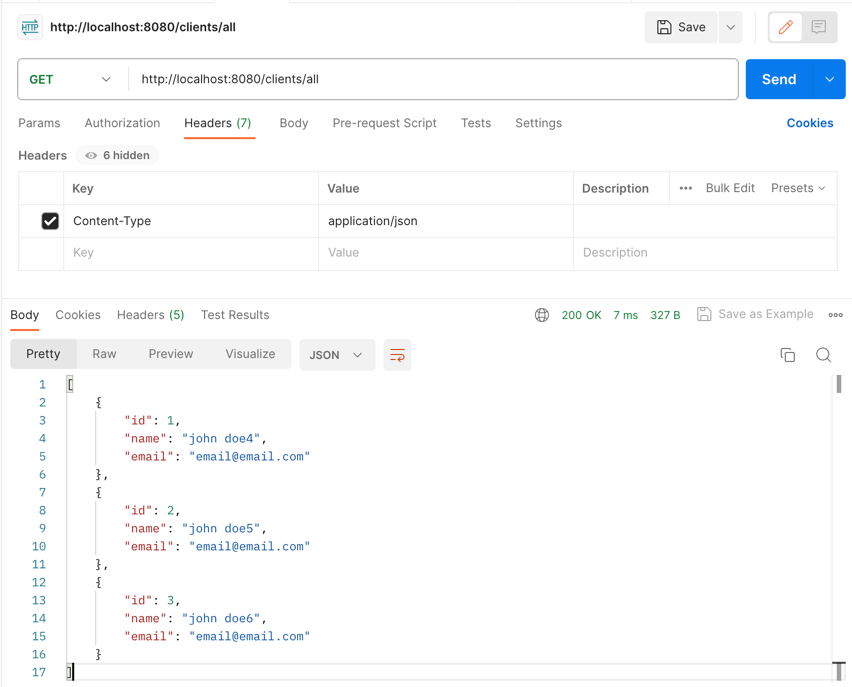 HTTP http://localhost:8080/clients/all Save
GET http://localhost:8080/clients/all Send
Params Authorization Headers (7) Body Pre-request Script Tests Settings Cookies
Headers 6 hidden
Key Value Description ••• Bulk Edit Presets
Content-Type application/json
Key Value Description
Body Cookies Headers (5) Test Results 200 OK 7 ms 327 B Save as Example
Pretty Raw Preview Visualize JSON
1 [
2 {
3 "id": 1,
4 "name": "john doe4",
5 "email": "email@email.com"
6 },
7 {
8 "id": 2,
9 "name": "john doe5",
10 "email": "email@email.com"
11 },
12 {
13 "id": 3,
14 "name": "john doe6",
15 "email": "email@email.com"
16 }
17 ]